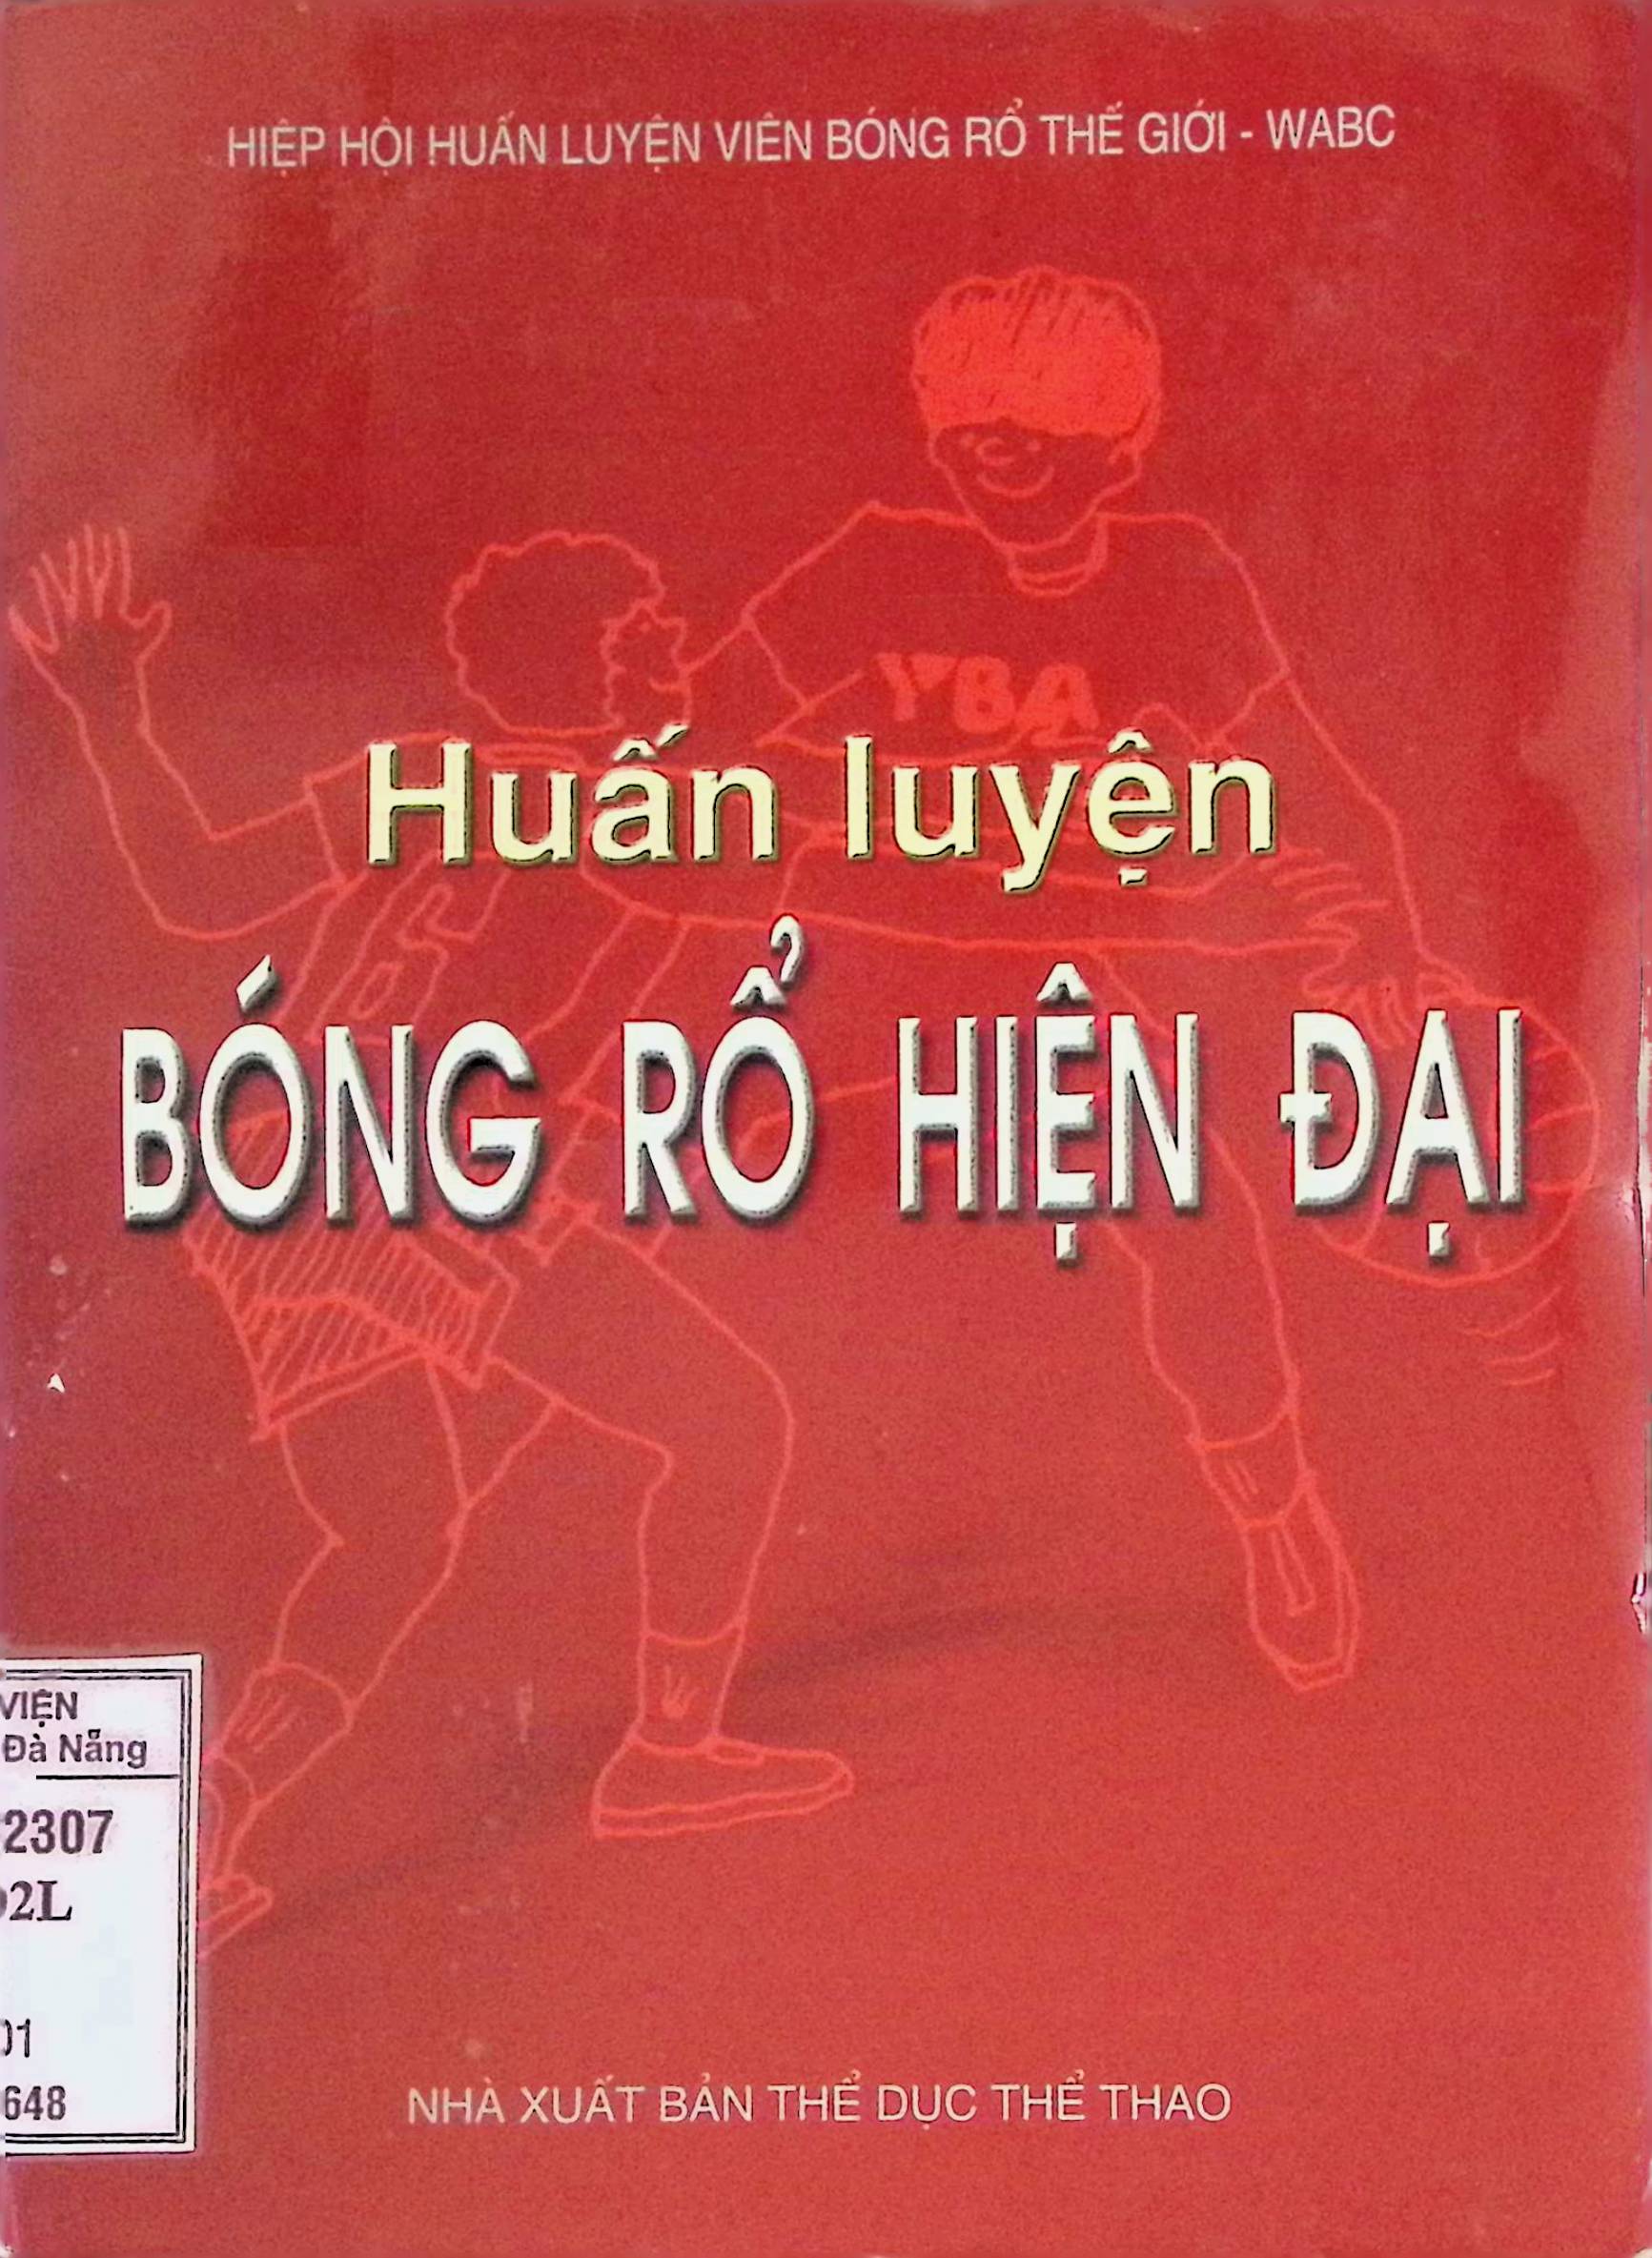 HIỆP HỘI HUẤN LUYỆN VIÊN BÓNG RỔ THẾ GIỚI - WABC
YBA
Huấn luyện
BÓNG RỔ HIỆN ĐẠI
VIỆN
Đà Nẵng
2307
2L
01
648
NHÀ XUẤT BẢN THỂ DỤC THỂ THAO